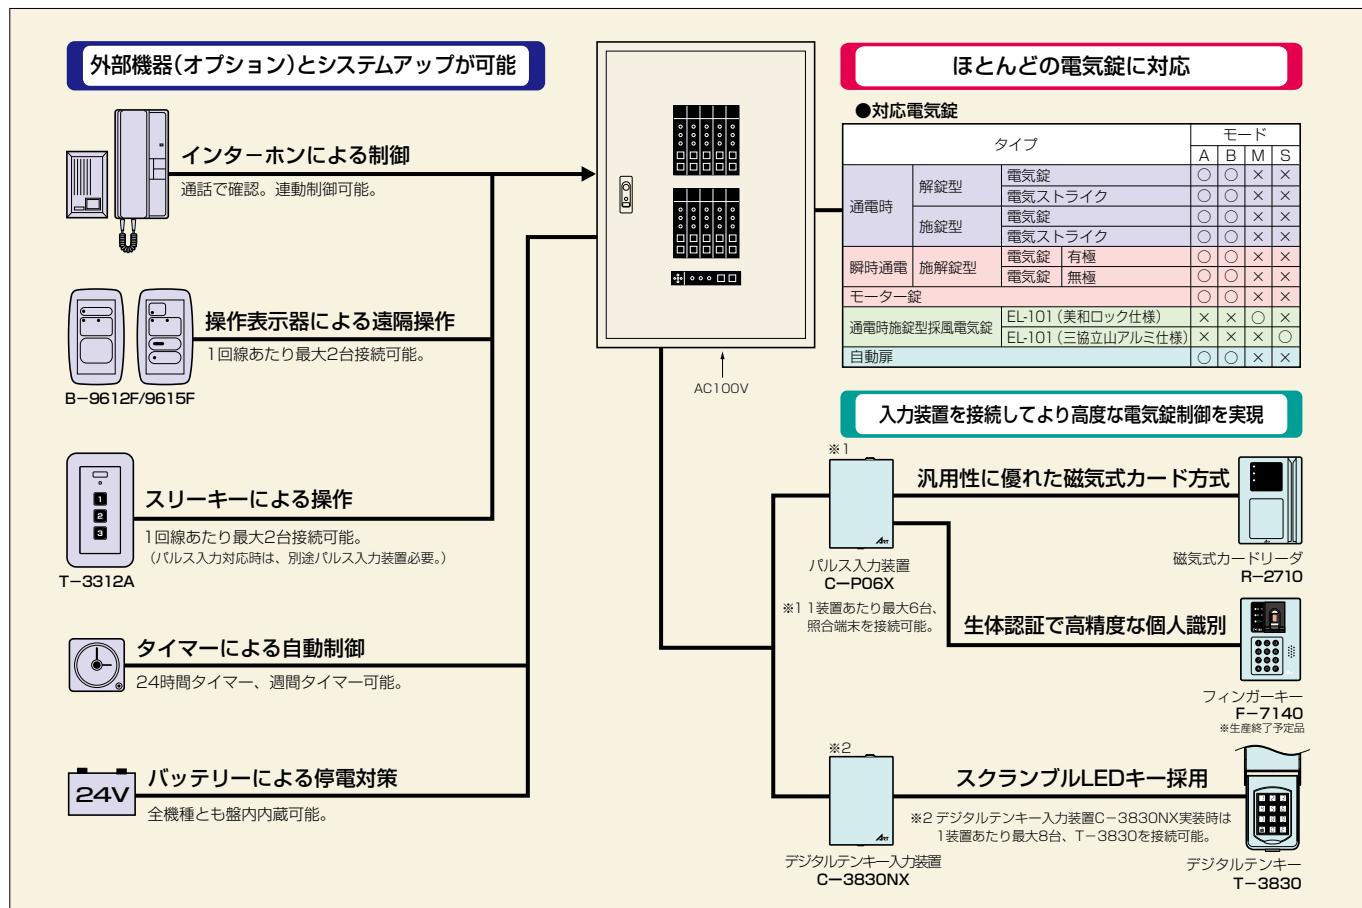 外部機器（オプション）とシステムアップが可能
インターホンによる制御
通話で確認。連動制御可能。
操作表示器による遠隔操作
1回線あたり最大2台接続可能。
B－9612F/9615F
1
2
3
スリーキーによる操作
1回線あたり最大2台接続可能。
（パルス入力対応時は、別途パルス入力装置必要。）
T－3312A
タイマーによる自動制御
24時間タイマー、週間タイマー可能。
24V
バッテリーによる停電対策
全機種とも盤内内蔵可能。
AC100V
ほとんどの電気錠に対応
●対応電気錠
タイプ モード
A B M S
通電時 解錠型 電気錠 ○ ○ × ×
電気ストライク ○ ○ × ×
施錠型 電気錠 ○ ○ × ×
電気ストライク ○ ○ × ×
瞬時通電 施解錠型 電気錠 有極 ○ ○ × ×
電気錠 無極 ○ ○ × ×
モーター錠 ○ ○ × ×
通電時施錠型採風電気錠 EL-101（美和ロック仕様） × × ○ ×
EL-101（三協立山アルミ仕様） × × × ○
自動扉 ○ ○ × ×
入力装置を接続してより高度な電気錠制御を実現
※1
ART
パルス入力装置
C－P06X
※1 1装置あたり最大6台、
照合端末を接続可能。
汎用性に優れた磁気式カード方式
磁気式カードリーダ
R－2710
生体認証で高精度な個人識別
フィンガーキー
F－7140
※生産終了予定品
※2
ART
デジタルテンキー入力装置
C－3830NX
スクランブルLEDキー採用
※2 デジタルテンキー入力装置C－3830NX実装時は
1装置あたり最大8台、T－3830を接続可能。
デジタルテンキー
T－3830